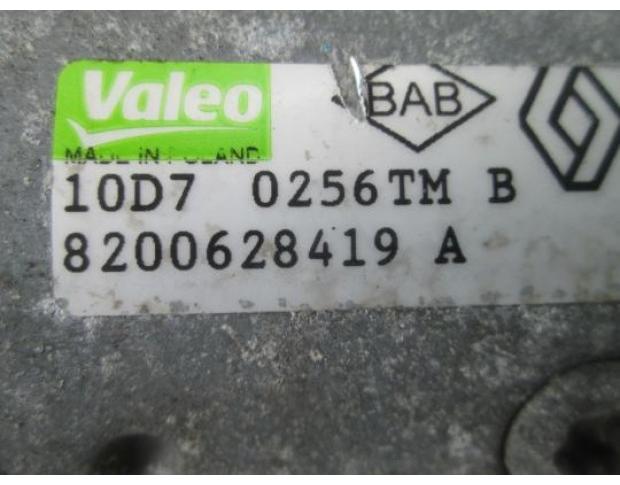 Valeo
BAB
MADE IN POLAND
10D7 0256TM B
8200628419 A